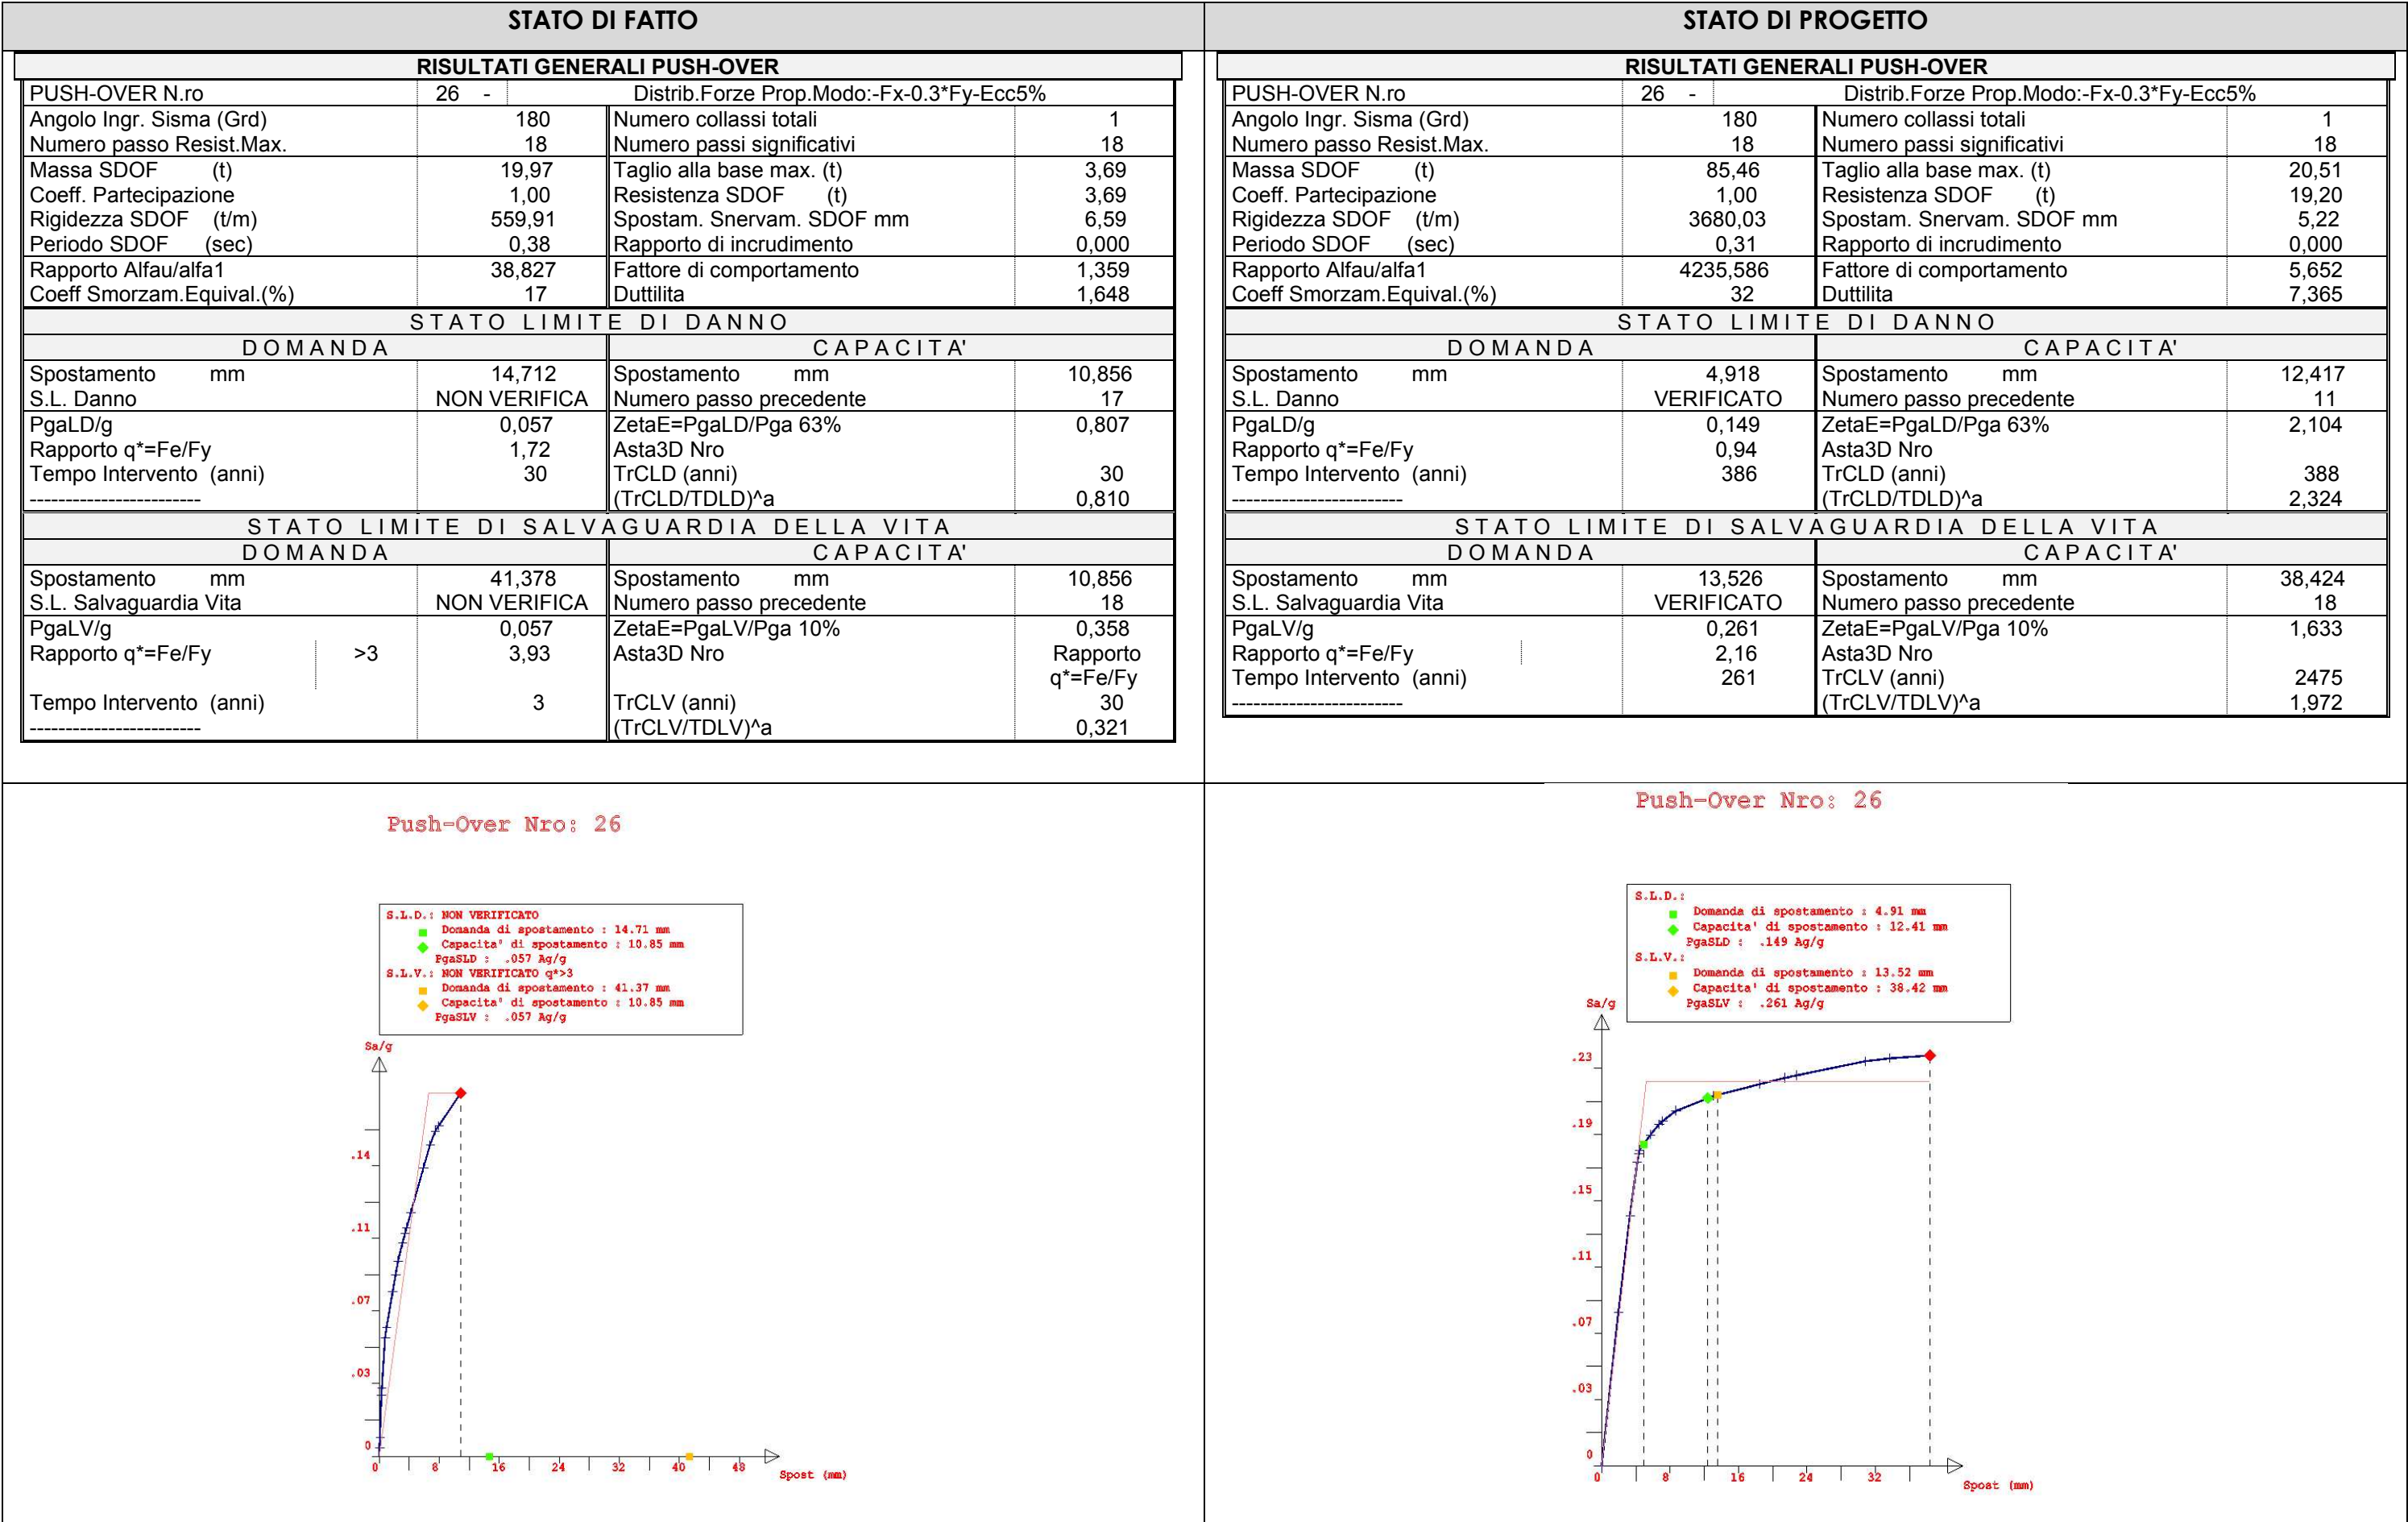 STATO DI FATTO
RISULTATI GENERALI PUSH-OVER
PUSH-OVER N.ro 26 - Distrib.Forze Prop.Modo:-Fx-0.3*Fy-Ecc5%
Angolo Ingr. Sisma (Grd) 180 Numero collassi totali 1
Numero passo Resist.Max. 18 Numero passi significativi 18
Massa SDOF (t) 19,97 Taglio alla base max. (t) 3,69
Coeff. Partecipazione 1,00 Resistenza SDOF (t) 3,69
Rigidezza SDOF (t/m) 559,91 Spostam. Snervam. SDOF mm 6,59
Periodo SDOF (sec) 0,38 Rapporto di incrudimento 0,000
Rapporto Alfau/alfa1 38,827 Fattore di comportamento 1,359
Coeff Smorzam.Equival.(%) 17 Duttilita 1,648
STATO LIMITE DI DANNO
DOMANDA CAPACITA'
Spostamento mm 14,712 Spostamento mm 10,856
S.L. Danno NON VERIFICA Numero passo precedente 17
PgaLD/g 0,057 ZetaE=PgaLD/Pga 63% 0,807
Rapporto q*=Fe/Fy 1,72 Asta3D Nro
Tempo Intervento (anni) 30 TrCLD (anni) 30
------------------------ (TrCLD/TDLD)^a 0,810
STATO LIMITE DI SALVAGUARDIA DELLA VITA
DOMANDA CAPACITA'
Spostamento mm 41,378 Spostamento mm 10,856
S.L. Salvaguardia Vita NON VERIFICA Numero passo precedente 18
PgaLV/g 0,057 ZetaE=PgaLV/Pga 10% 0,358
Rapporto q*=Fe/Fy >3 3,93 Asta3D Nro Rapporto
q*=Fe/Fy
Tempo Intervento (anni) 3 TrCLV (anni) 30
------------------------ (TrCLV/TDLV)^a 0,321
STATO DI PROGETTO
RISULTATI GENERALI PUSH-OVER
PUSH-OVER N.ro 26 - Distrib.Forze Prop.Modo:-Fx-0.3*Fy-Ecc5%
Angolo Ingr. Sisma (Grd) 180 Numero collassi totali 1
Numero passo Resist.Max. 18 Numero passi significativi 18
Massa SDOF (t) 85,46 Taglio alla base max. (t) 20,51
Coeff. Partecipazione 1,00 Resistenza SDOF (t) 19,20
Rigidezza SDOF (t/m) 3680,03 Spostam. Snervam. SDOF mm 5,22
Periodo SDOF (sec) 0,31 Rapporto di incrudimento 0,000
Rapporto Alfau/alfa1 4235,586 Fattore di comportamento 5,652
Coeff Smorzam.Equival.(%) 32 Duttilita 7,365
STATO LIMITE DI DANNO
DOMANDA CAPACITA'
Spostamento mm 4,918 Spostamento mm 12,417
S.L. Danno VERIFICATO Numero passo precedente 11
PgaLD/g 0,149 ZetaE=PgaLD/Pga 63% 2,104
Rapporto q*=Fe/Fy 0,94 Asta3D Nro
Tempo Intervento (anni) 386 TrCLD (anni) 388
------------------------ (TrCLD/TDLD)^a 2,324
STATO LIMITE DI SALVAGUARDIA DELLA VITA
DOMANDA CAPACITA'
Spostamento mm 13,526 Spostamento mm 38,424
S.L. Salvaguardia Vita VERIFICATO Numero passo precedente 18
PgaLV/g 0,261 ZetaE=PgaLV/Pga 10% 1,633
Rapporto q*=Fe/Fy 2,16 Asta3D Nro
Tempo Intervento (anni) 261 TrCLV (anni) 2475
------------------------ (TrCLV/TDLV)^a 1,972
Push-Over Nro: 26
S.L.D.: NON VERIFICATO
Domanda di spostamento : 14.71 mm
Capacita' di spostamento : 10.85 mm
PgaSLD : .057 Ag/g
S.L.V.: NON VERIFICATO q*>3
Domanda di spostamento : 41.37 mm
Capacita' di spostamento : 10.85 mm
PgaSLV : .057 Ag/g
Sa/g
.14
.11
.07
.03
0
0 8 16 24 32 40 48
Spost (mm)
Push-Over Nro: 26
S.L.D.:
Domanda di spostamento : 4.91 mm
Capacita' di spostamento : 12.41 mm
PgaSLD : .149 Ag/g
S.L.V.:
Domanda di spostamento : 13.52 mm
Capacita' di spostamento : 38.42 mm
PgaSLV : .261 Ag/g
Sa/g
.23
.19
.15
.11
.07
.03
0
0 8 16 24 32
Spost (mm)